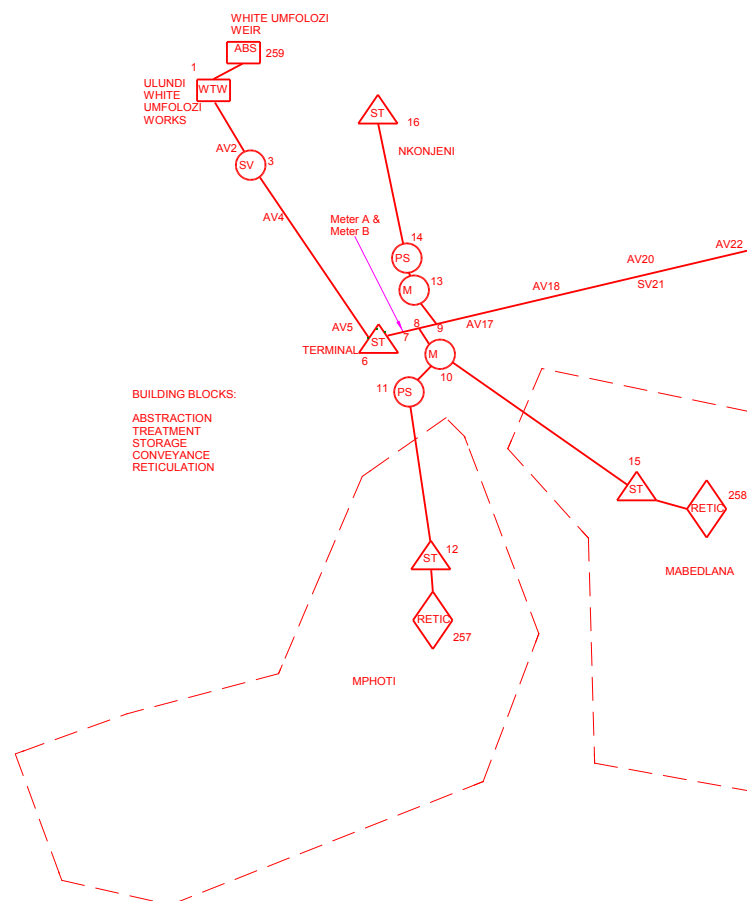 WHITE UMFOLOZI
WEIR
ABS
259
1
WTW
ULUNDI
WHITE
UMFOLOZI
WORKS
AV2
SV
3
AV4
ST
16
NKONJENI
Meter A &
Meter B
14
PS
13
M
AV22
AV20
SV21
AV18
AV17
AV5
ST
7
8
9
TERMINAL
6
M
10
11
PS
BUILDING BLOCKS:
ABSTRACTION
TREATMENT
STORAGE
CONVEYANCE
RETICULATION
15
ST
RETIC
258
MABEDLANA
12
ST
RETIC
257
MPHOTI